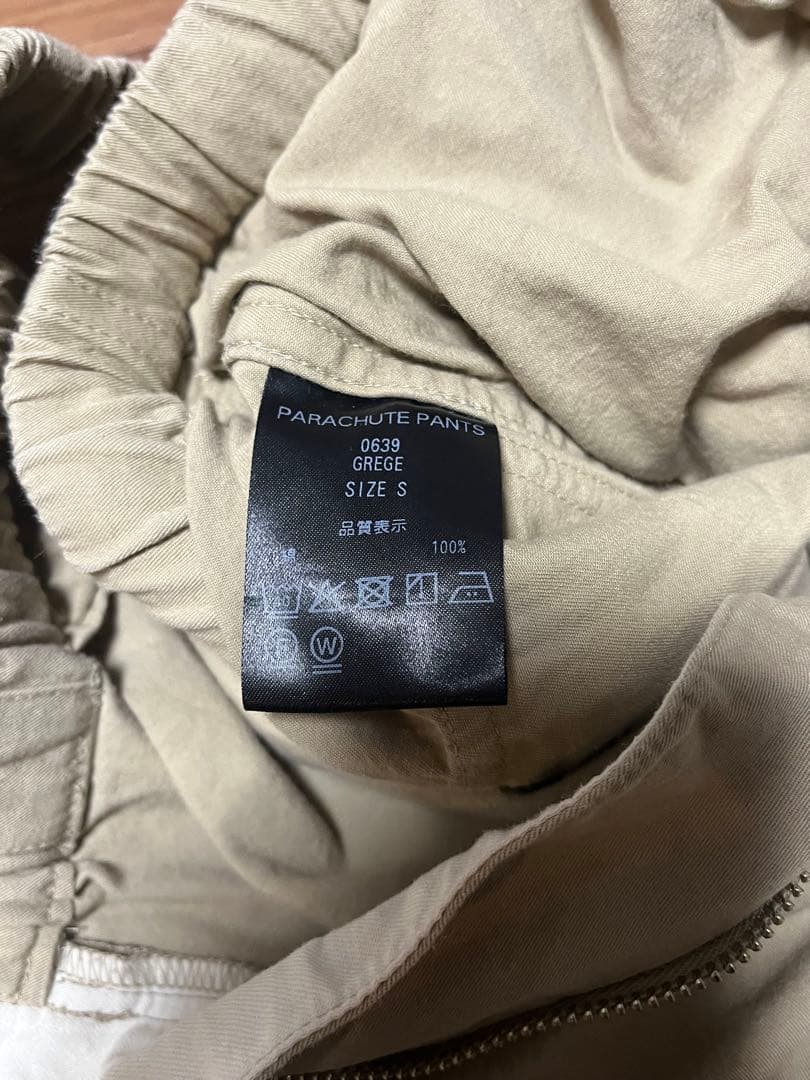 PARACHUTE PANTS
0639
GREGE
SIZE S
品質表示
100%
W